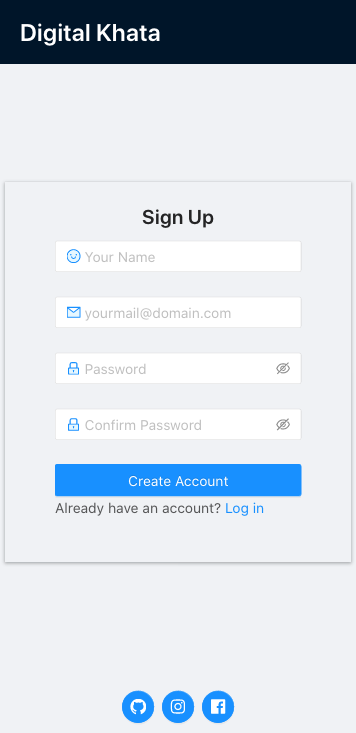 Digital Khata
Sign Up
Your Name
yourmail@domain.com
Password
Confirm Password
Create Account
Already have an account? Log in